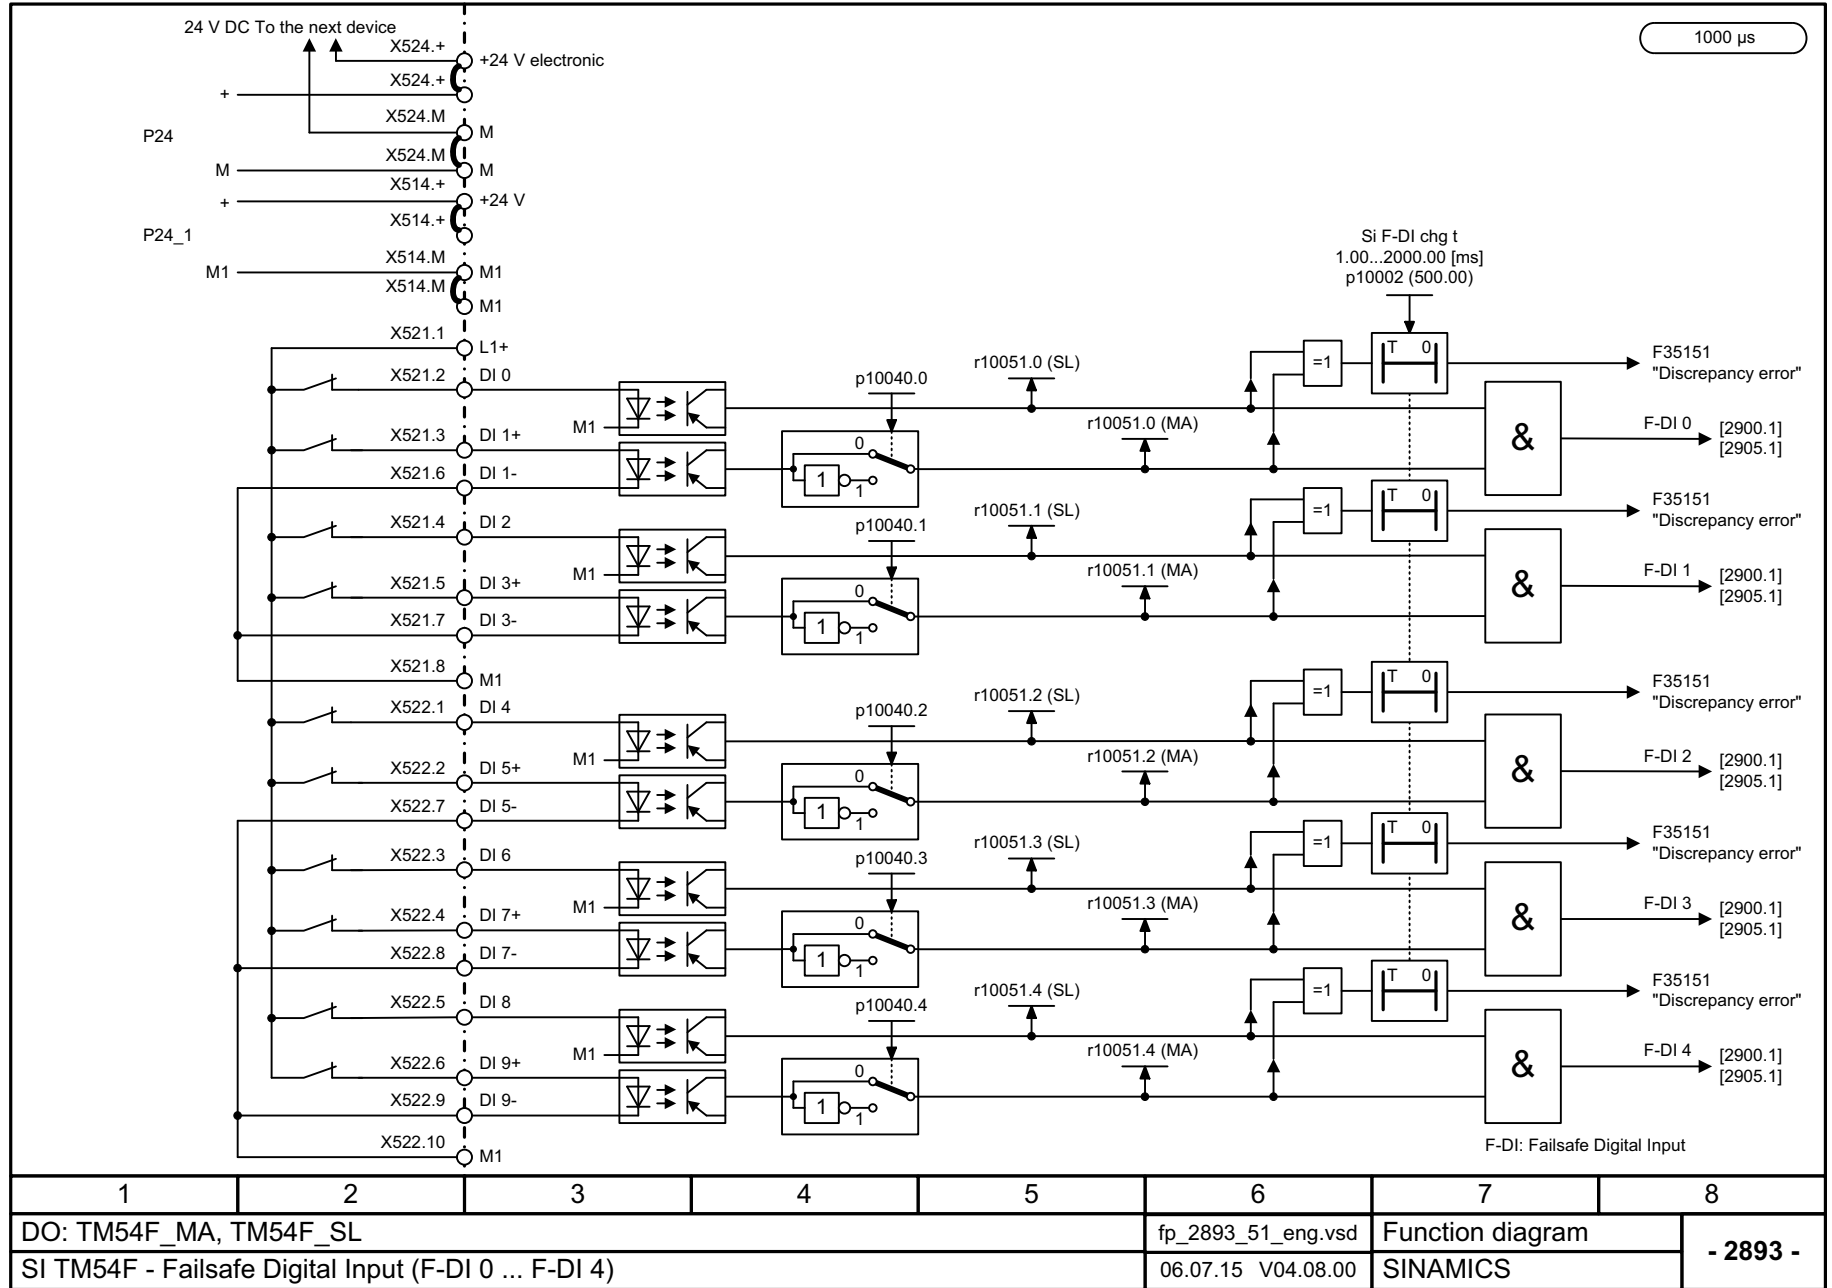 24 V DC To the next device
1000 µs
X524.+
+24 V electronic
X524.+
+
X524.M
M
P24
X524.M
M
M
X514.+
+
+24 V
X514.+
P24_1
X514.M
M1
M1
X514.M
M1
Si F-DI chg t
1.00...2000.00 [ms]
p10002 (500.00)
X521.1
L1+
X521.2
DI 0
M1
X521.3
DI 1+
X521.6
DI 1-
p10040.0
0
1
1
r10051.0 (SL)
r10051.0 (MA)
=1
T 0
F35151
"Discrepancy error"
&
F-DI 0
[2900.1]
[2905.1]
X521.4
DI 2
M1
X521.5
DI 3+
X521.7
DI 3-
X521.8
M1
p10040.1
0
1
1
r10051.1 (SL)
r10051.1 (MA)
=1
T 0
F35151
"Discrepancy error"
&
F-DI 1
[2900.1]
[2905.1]
X522.1
DI 4
M1
X522.2
DI 5+
X522.7
DI 5-
p10040.2
0
1
1
r10051.2 (SL)
r10051.2 (MA)
=1
T 0
F35151
"Discrepancy error"
&
F-DI 2
[2900.1]
[2905.1]
X522.3
DI 6
M1
X522.4
DI 7+
X522.8
DI 7-
p10040.3
0
1
1
r10051.3 (SL)
r10051.3 (MA)
=1
T 0
F35151
"Discrepancy error"
&
F-DI 3
[2900.1]
[2905.1]
X522.5
DI 8
M1
X522.6
DI 9+
X522.9
DI 9-
X522.10
M1
p10040.4
0
1
1
r10051.4 (SL)
r10051.4 (MA)
=1
T 0
F35151
"Discrepancy error"
&
F-DI 4
[2900.1]
[2905.1]
F-DI: Failsafe Digital Input
1 2 3 4 5 6 7 8
DO: TM54F_MA, TM54F_SL
fp_2893_51_eng.vsd
Function diagram
- 2893 -
SI TM54F - Failsafe Digital Input (F-DI 0 ... F-DI 4)
06.07.15 V04.08.00
SINAMICS